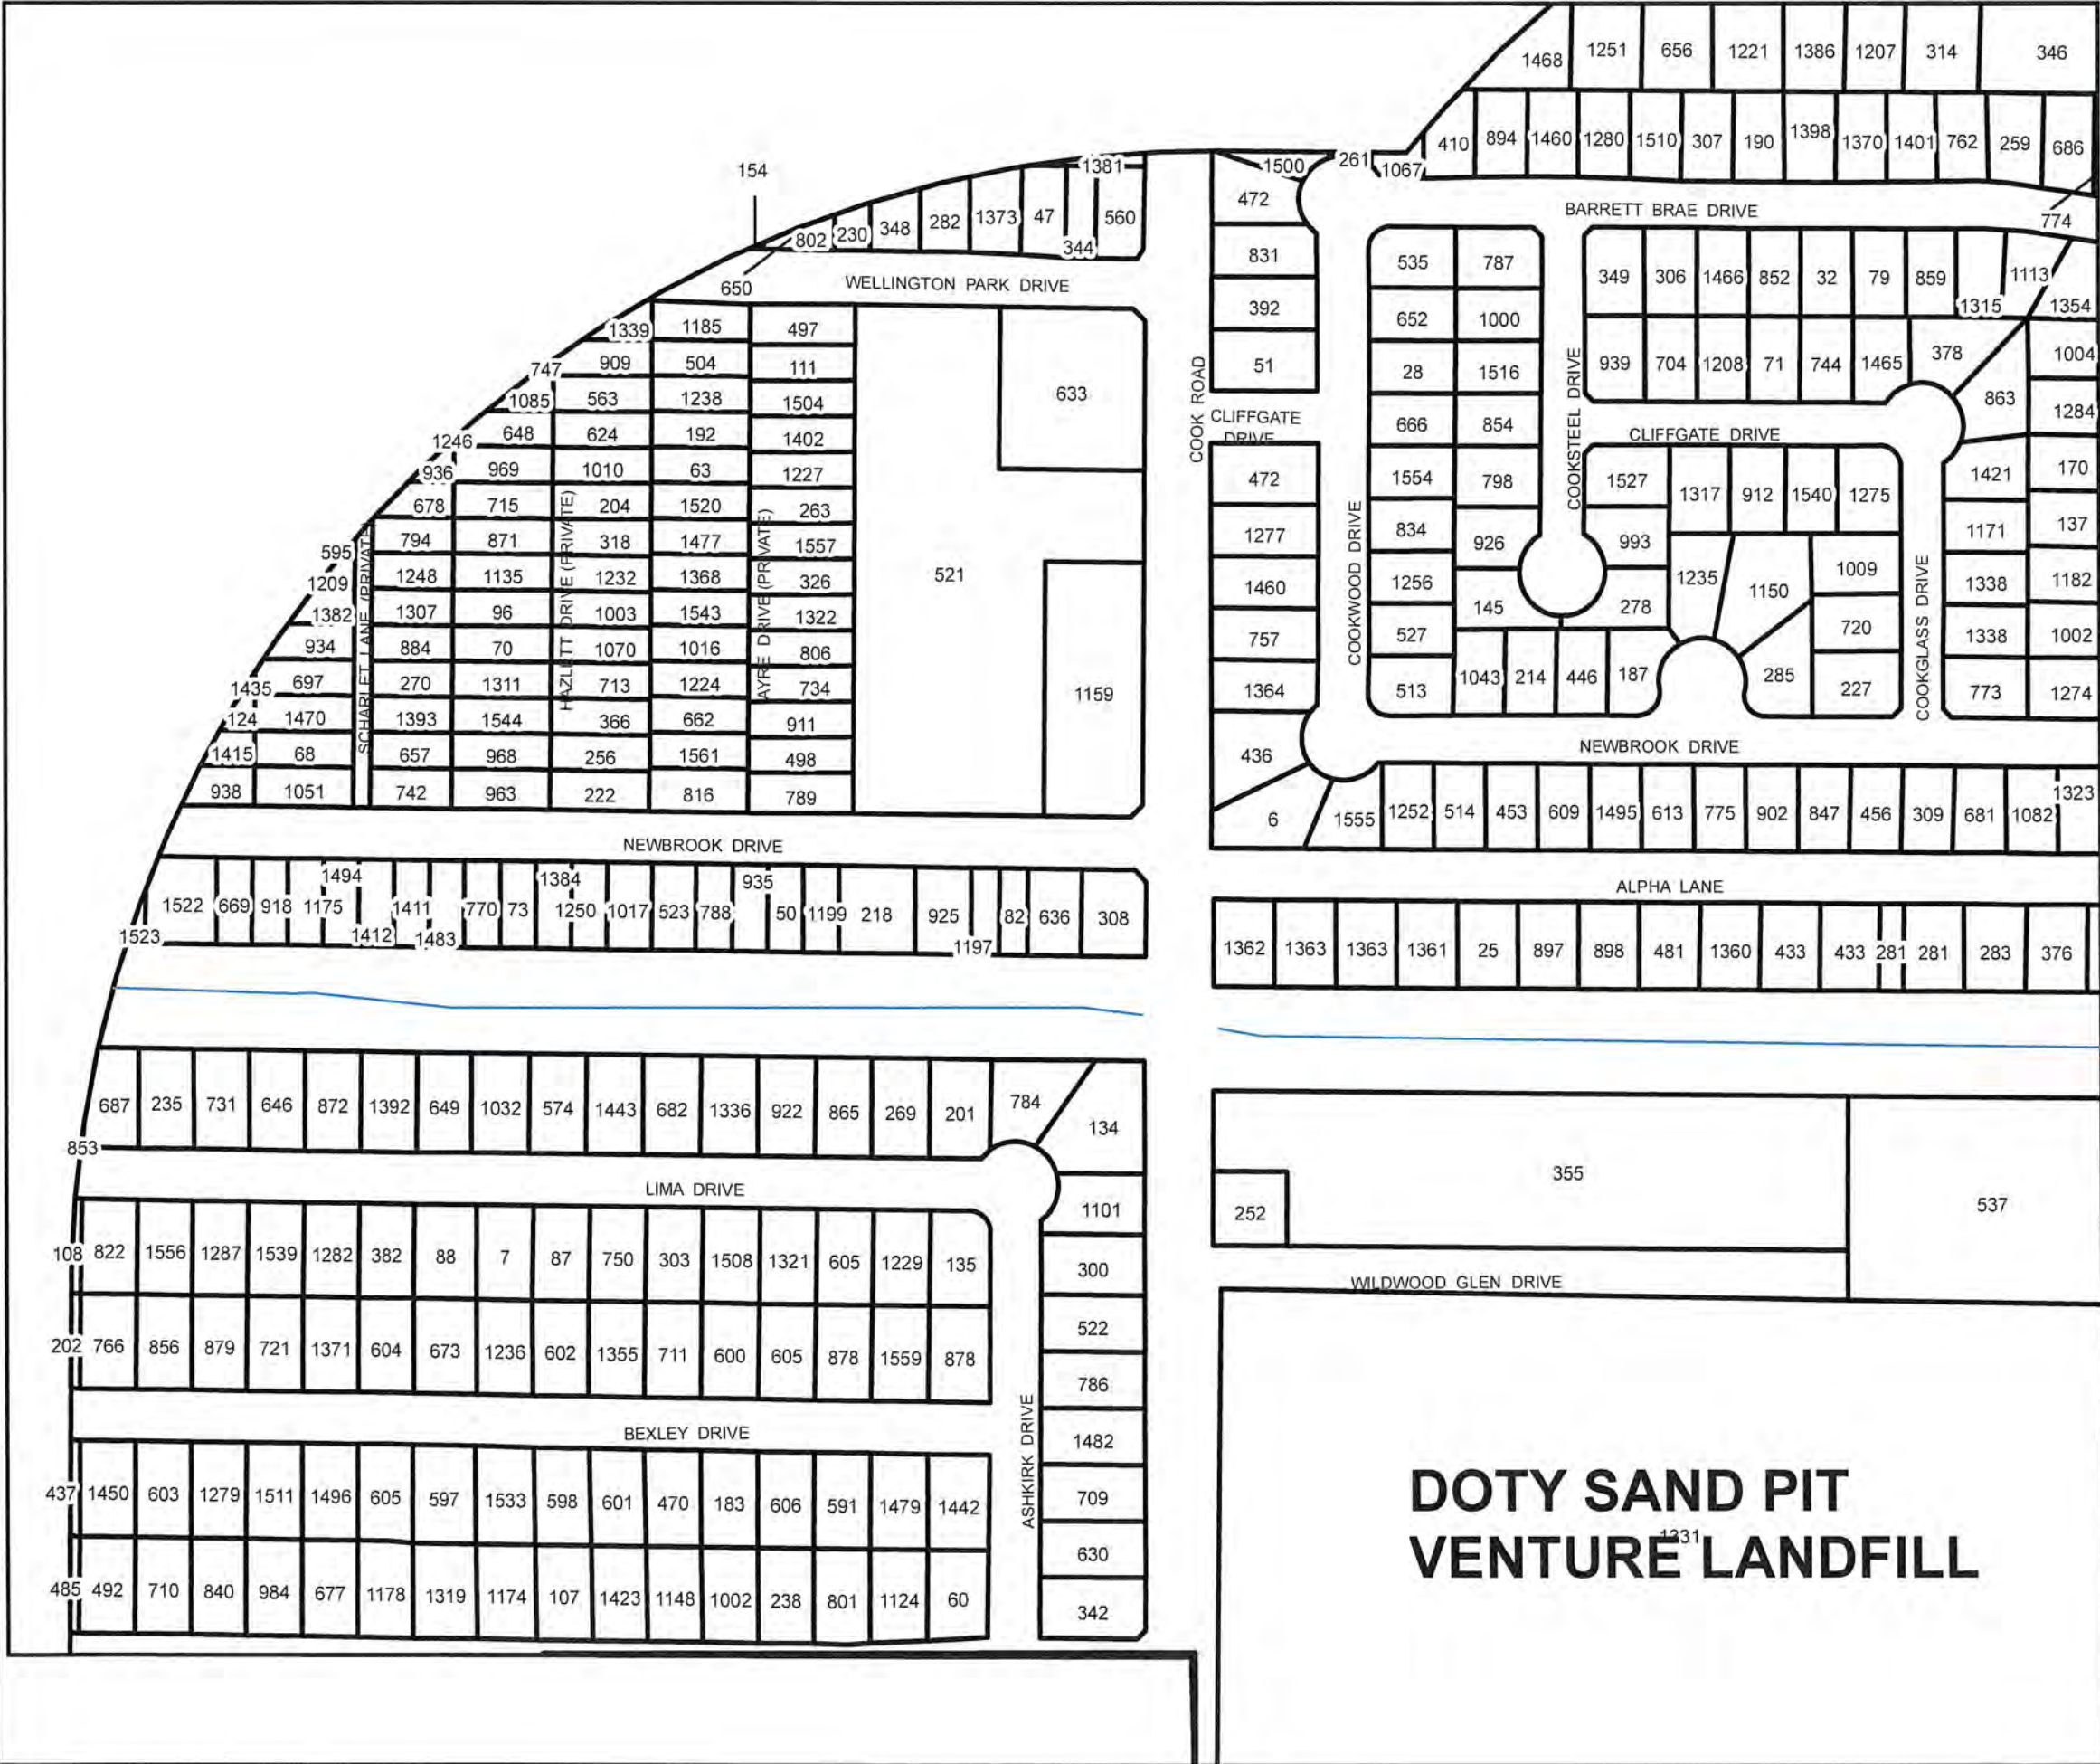 1468 1251 656 1221 1386 1207 314 346
410 894 1460 1280 1510 307 190 1398 1370 1401 762 259 686
154
1381
1500 261 1067
802 230 348 282 1373 47 344 560
472
BARRETT BRAE DRIVE
774
650
WELLINGTON PARK DRIVE
831
392
51
535 787
652 1000
28 1516
666 854
1554 798
834 926
1256 145
527
513 1043 214 446 187
349 306 1466 852 32 79 859 1315 1113 1354
939 704 1208 71 744 1465 378 863
1004
1284
170
137
1182
1002
1274
COOK ROAD
CLIFFGATE
DRIVE
COOKSTEEL DRIVE
CLIFFGATE DRIVE
COOKWOOD DRIVE
COOKGLASS DRIVE
1527 1317 912 1540 1275
993
278
1235 1150 1009
720
285 227
1421
1171
1338
1338
773
472
1277
1460
757
1364
436
6
1339 1185 497
747 909 504 111
1085 563 1238 1504
1246 648 624 192 1402
936 969 1010 63 1227
678 715 204 1520 263
595 794 871 318 1477 1557
1209 1248 1135 1232 1368 326
1382 1307 96 1003 1543 1322
934 884 70 1070 1016 806
1435 697 270 1311 713 1224 734
124 1470 1393 1544 366 662 911
1415 68 657 968 256 1561 498
938 1051 742 963 222 816 789
SCHARLET LANE (PRIVATE)
HAZLETT DRIVE (PRIVATE)
AYRE DRIVE (PRIVATE)
521
633
1159
NEWBROOK DRIVE
1555 1252 514 453 609 1495 613 775 902 847 456 309 681 1082 1323
NEWBROOK DRIVE
1523 1522 669 918 1175 1494 1412 1411 1483 770 73 1384 1250 1017 523 788 935 50 1199 218 925 1197 82 636 308
ALPHA LANE
1362 1363 1363 1361 25 897 898 481 1360 433 433 281 281 283 376
687 235 731 646 872 1392 649 1032 574 1443 682 1336 922 865 269 201 784 134
853
LIMA DRIVE
1101
355
252
537
108 822 1556 1287 1539 1282 382 88 7 87 750 303 1508 1321 605 1229 135
300
WILDWOOD GLEN DRIVE
202 766 856 879 721 1371 604 673 1236 602 1355 711 600 605 878 1559 878
522
786
BEXLEY DRIVE
ASHKIRK DRIVE
1482
437 1450 603 1279 1511 1496 605 597 1533 598 601 470 183 606 591 1479 1442
709
630
485 492 710 840 984 677 1178 1319 1174 107 1423 1148 1002 238 801 1124 60
342
DOTY SAND PIT
VENTURE LANDFILL
1331